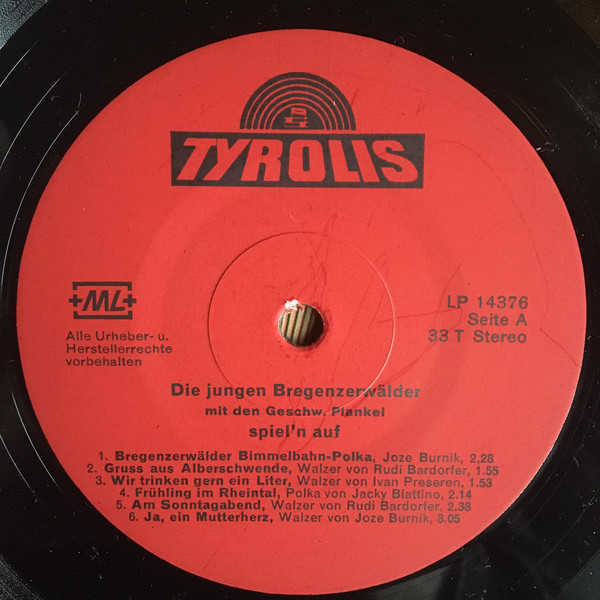 TYROLIS
+ML+
Alle Urheber- u.
Herstellerrechte
vorbehalten
LP 14376
Seite A
33 T Stereo
Die jungen Bregenzerwälder
mit den Geschw. Plankel
spiel'n auf
1. Bregenzerwälder Bimmelbahn-Polka, Joze Burnik, 2,28
2. Gruss aus Alberschwende, Walzer von Rudi Bardorfer, 1.55
3. Wir trinken gern ein Liter, Walzer von Ivan Preseren, 1.53
4. Frühling im Rheintal, Polka von Jacky Blattino, 2.14
5. Am Sonntagabend, Walzer von Rudi Bardorfer, 2.38
6. Ja, ein Mutterherz, Walzer von Joze Burnik, 3.05